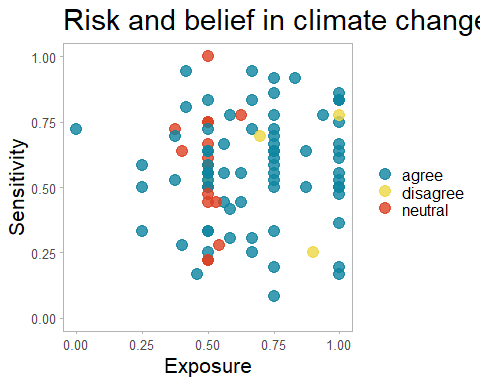 Risk and belief in climate change
1.00
0.75
0.50
0.25
0.00
Sensitivity
0.00 0.25 0.50 0.75 1.00
Exposure
agree
disagree
neutral